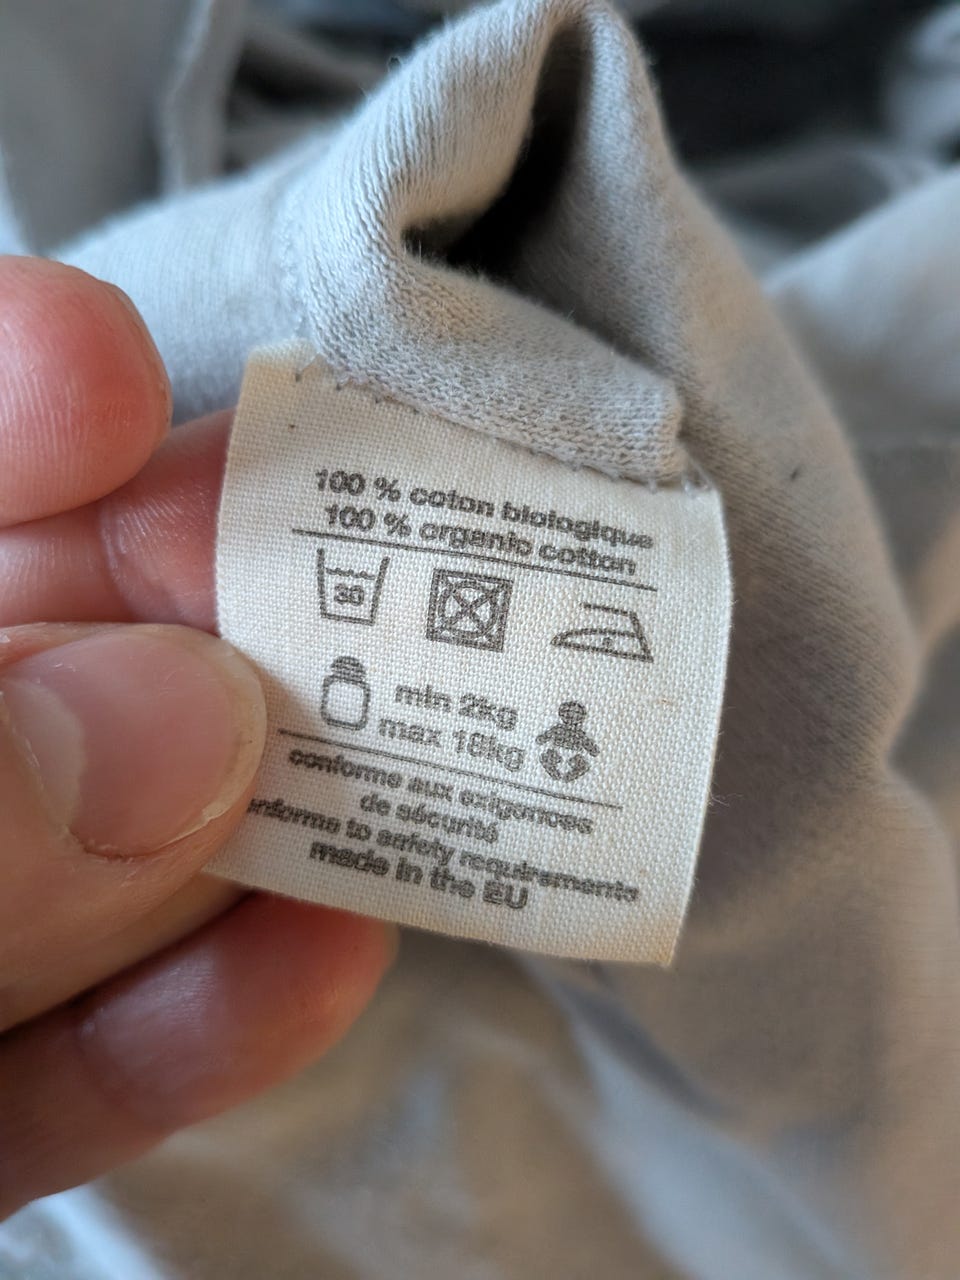 100 % coton biologique
100 % organic cotton
30
min 2kg
max 16kg
conforme aux exigences
de sécurité
conforme to safety requirements
made in the EU